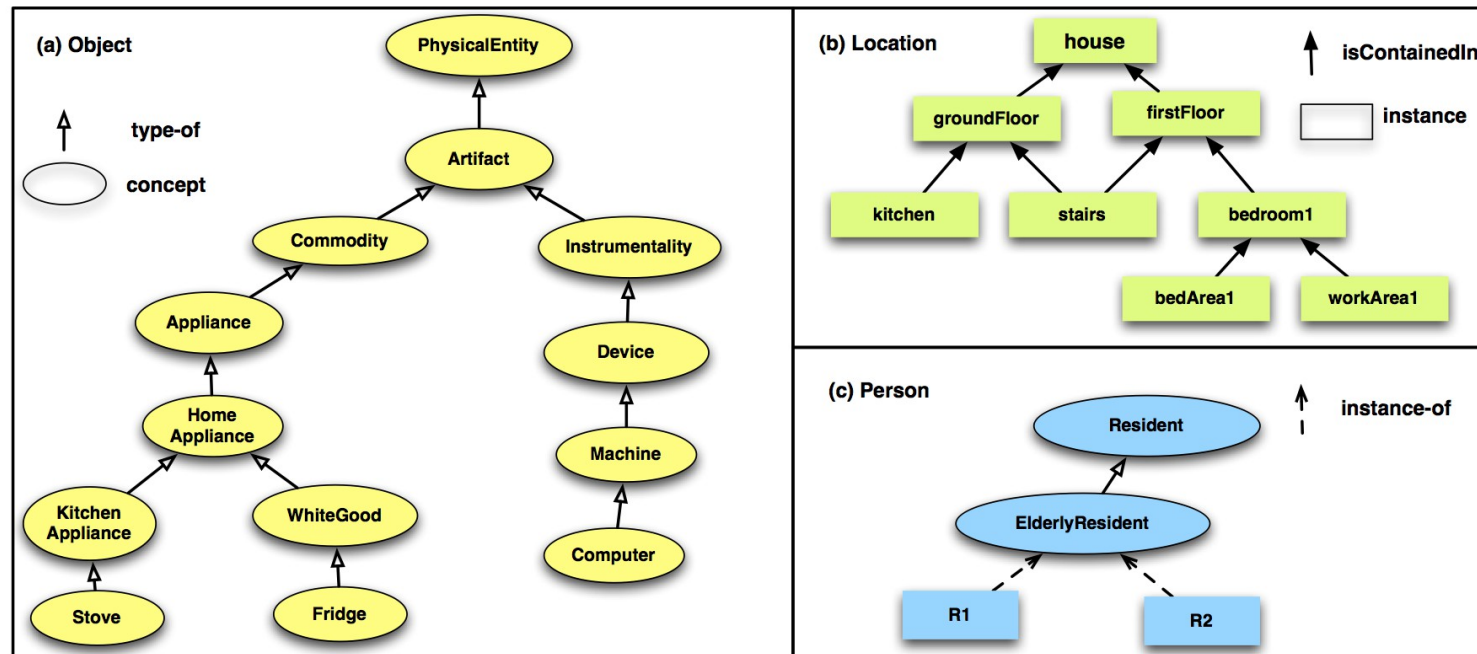 (a) Object
PhysicalEntity
type-of
concept
Artifact
Commodity
Instrumentality
Appliance
Device
Home
Appliance
Machine
Kitchen
Appliance
WhiteGood
Computer
Stove
Fridge
(b) Location
house
isContainedIn
groundFloor
firstFloor
instance
kitchen
stairs
bedroom1
bedArea1
workArea1
(c) Person
instance-of
Resident
ElderlyResident
R1
R2